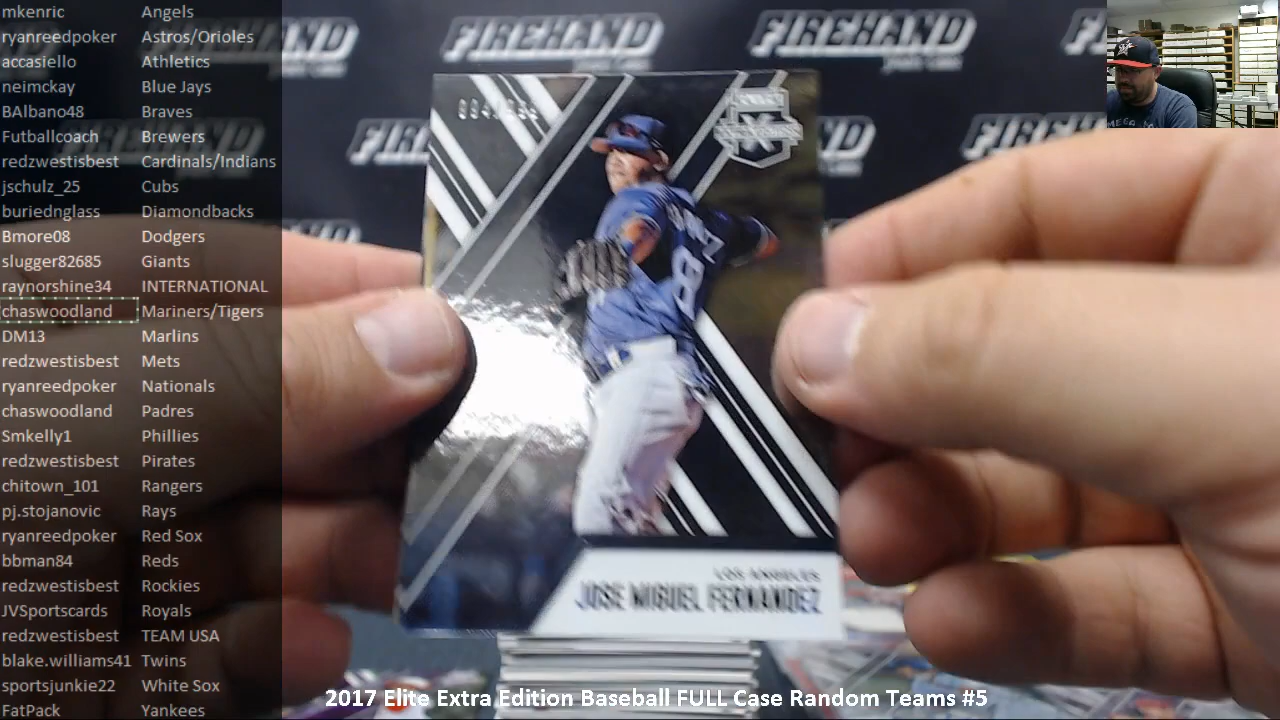 mkenric Angels
ryanreedpoker Astros/Orioles
accasiello Athletics
neimckay Blue Jays
BAlbano48 Braves
Futballcoach Brewers
redzwestisbest Cardinals/Indians
jschulz_25 Cubs
buriednglass Diamondbacks
Bmore08 Dodgers
slugger82685 Giants
raynorshine34 INTERNATIONAL
chaswoodland Mariners/Tigers
DM13 Marlins
redzwestisbest Mets
ryanreedpoker Nationals
chaswoodland Padres
Smkelly1 Phillies
redzwestisbest Pirates
chitown_101 Rangers
pj.stojanovic Rays
ryanreedpoker Red Sox
bbman84 Reds
redzwestisbest Rockies
JVSportscards Royals
redzwestisbest TEAM USA
blake.williams41 Twins
sportsjunkie22 White Sox
FatPack Yankees
FIREHAND
FIREHAND
LOS ANGELES
JOSE MIGUEL FERNANDEZ
2017 Elite Extra Edition Baseball FULL Case Random Teams #5